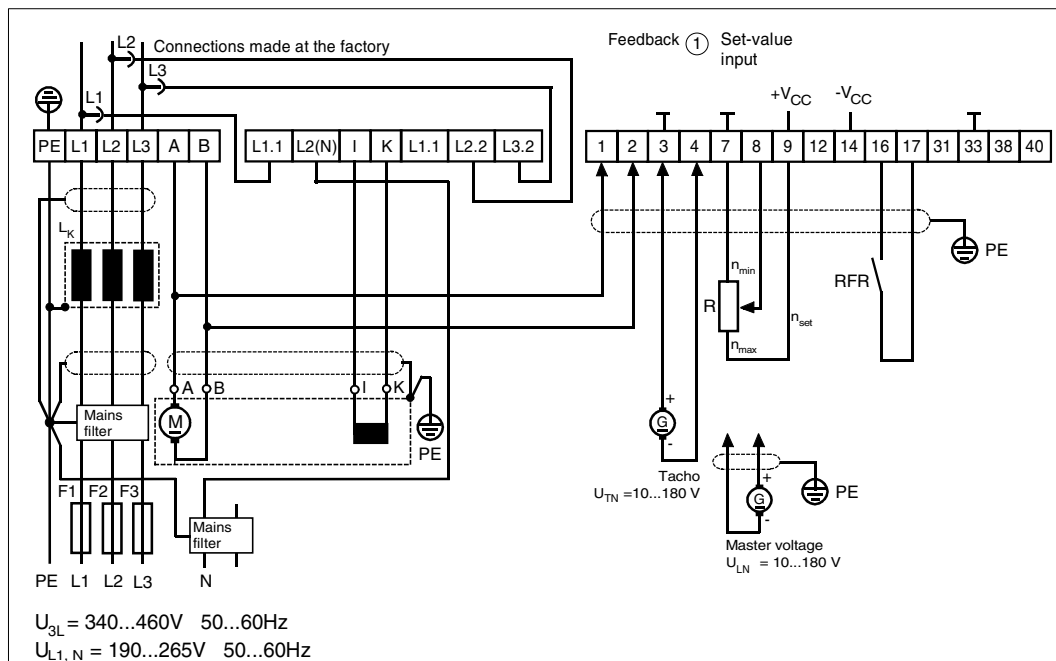 L2 Connections made at the factory
L3
L1
Feedback 1 Set-value
input
+VCC -VCC
PE L1 L2 L3 A B
L1.1 L2(N) I K L1.1 L2.2 L3.2
1 2 3 4 7 8 9 12 14 16 17 31 33 38 40
LK
PE
nmin
RFR
R
nset
nmax
A B I K
M
PE
Mains
filter
+
G
-
Tacho
UTN =10...180 V
+
G
-
PE
Master voltage
ULN = 10...180 V
F1 F2 F3
Mains
filter
PE L1 L2 L3 N
U3L = 340...460V 50...60Hz
UL1, N = 190...265V 50...60Hz